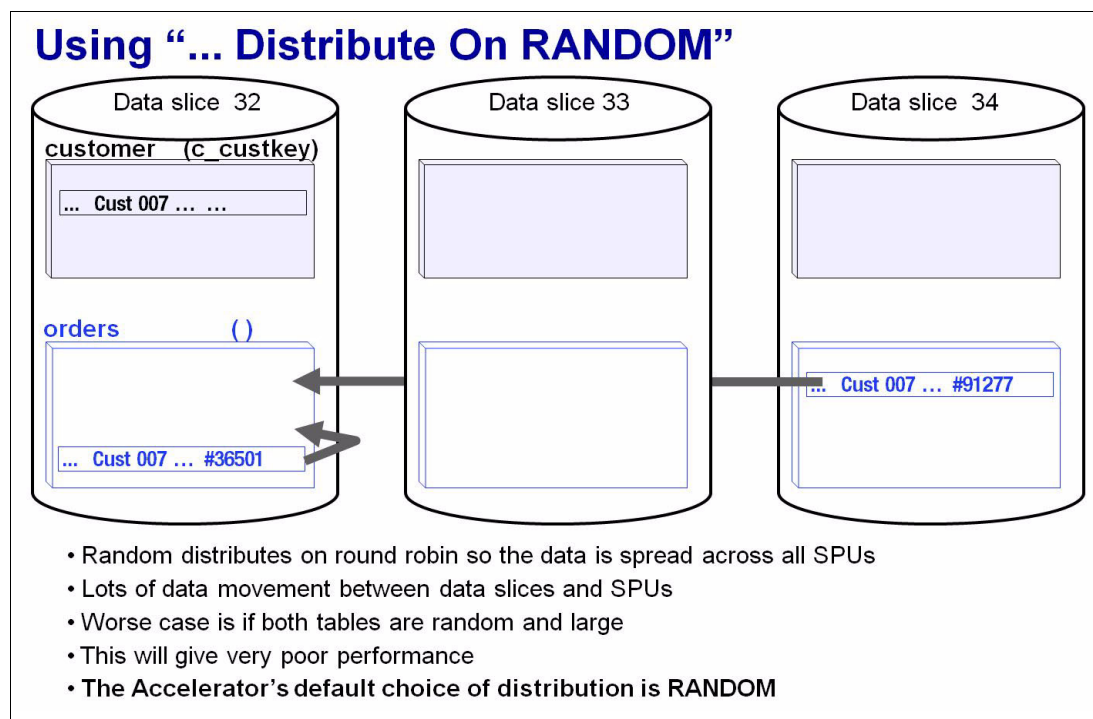 Using “... Distribute On RANDOM”
Data slice 32
Data slice 33
Data slice 34
customer (c_custkey)
... Cust 007 ... ...
orders ( )
... Cust 007 ... #91277
... Cust 007 ... #36501
• Random distributes on round robin so the data is spread across all SPUs
• Lots of data movement between data slices and SPUs
• Worse case is if both tables are random and large
• This will give very poor performance
• The Accelerator’s default choice of distribution is RANDOM